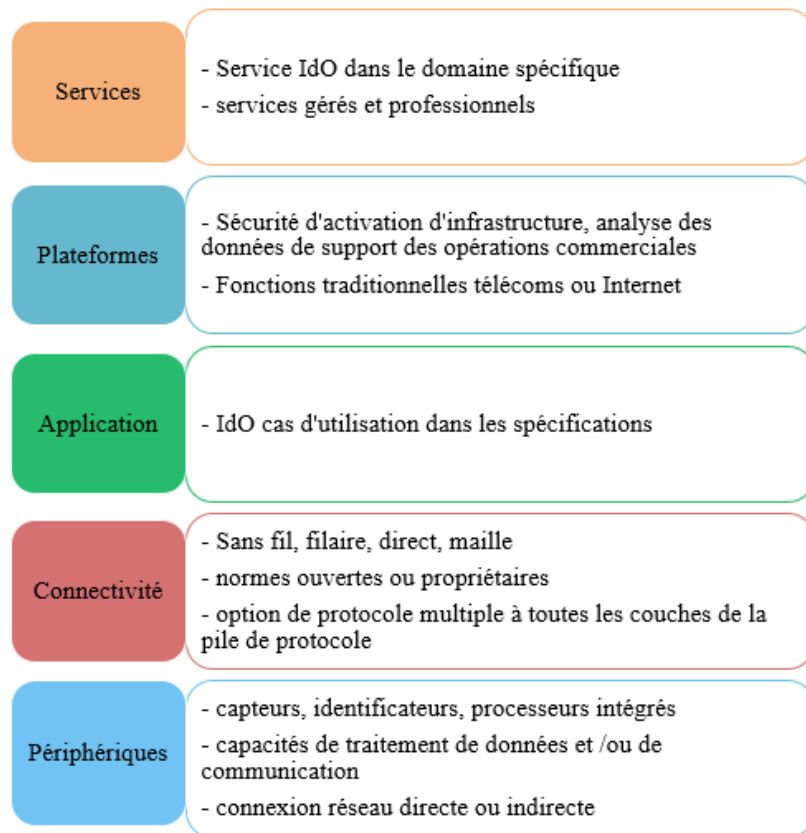 Services
- Service IdO dans le domaine spécifique
- services gérés et professionnels
Plateformes
- Sécurité d'activation d'infrastructure, analyse des
données de support des opérations commerciales
- Fonctions traditionnelles télécoms ou Internet
Application
- IdO cas d'utilisation dans les spécifications
Connectivité
- Sans fil, filaire, direct, maille
- normes ouvertes ou propriétaires
- option de protocole multiple à toutes les couches de la
pile de protocole
Périphériques
- capteurs, identificateurs, processeurs intégrés
- capacités de traitement de données et /ou de
communication
- connexion réseau directe ou indirecte